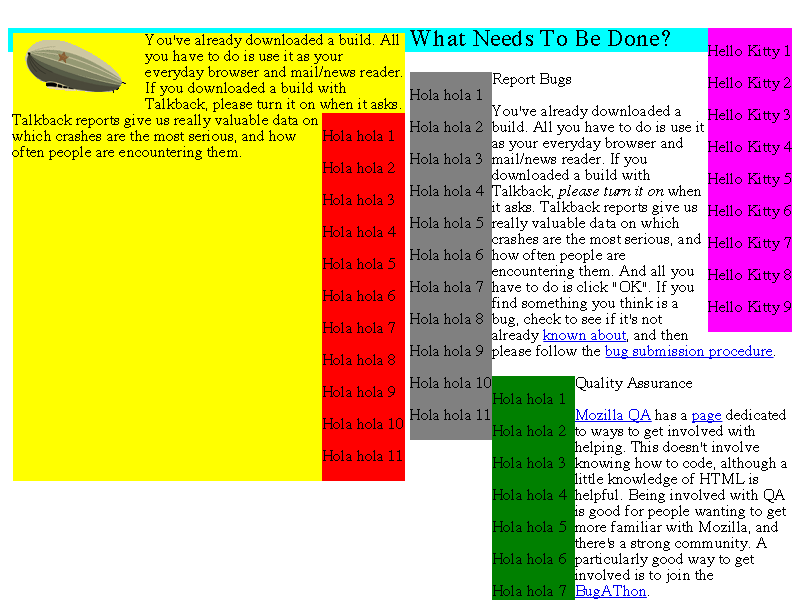 You've already downloaded a build. All
you have to do is use it as your
everyday browser and mail/news reader.
If you downloaded a build with
Talkback, please turn it on when it asks.
Talkback reports give us really valuable data on
which crashes are the most serious, and how
often people are encountering them.
Hola hola 1
Hola hola 2
Hola hola 3
Hola hola 4
Hola hola 5
Hola hola 6
Hola hola 7
Hola hola 8
Hola hola 9
Hola hola 10
Hola hola 11
What Needs To Be Done?
Hola hola 1
Hola hola 2
Hola hola 3
Hola hola 4
Hola hola 5
Hola hola 6
Hola hola 7
Hola hola 8
Hola hola 9
Hola hola 10
Hola hola 11
Report Bugs
You've already downloaded a
build. All you have to do is use it
as your everyday browser and
mail/news reader. If you
downloaded a build with
Talkback, please turn it on when
it asks. Talkback reports give us
really valuable data on which
crashes are the most serious, and
how often people are
encountering them. And all you
have to do is click "OK". If you
find something you think is a
bug, check to see if it's not
already known about, and then
please follow the bug submission procedure.
Hello Kitty 1
Hello Kitty 2
Hello Kitty 3
Hello Kitty 4
Hello Kitty 5
Hello Kitty 6
Hello Kitty 7
Hello Kitty 8
Hello Kitty 9
Hola hola 1
Hola hola 2
Hola hola 3
Hola hola 4
Hola hola 5
Hola hola 6
Hola hola 7
Quality Assurance
Mozilla QA has a page dedicated
to ways to get involved with
helping. This doesn't involve
knowing how to code, although a
little knowledge of HTML is
helpful. Being involved with QA
is good for people wanting to get
more familiar with Mozilla, and
there's a strong community. A
particularly good way to get
involved is to join the
BugAThon.